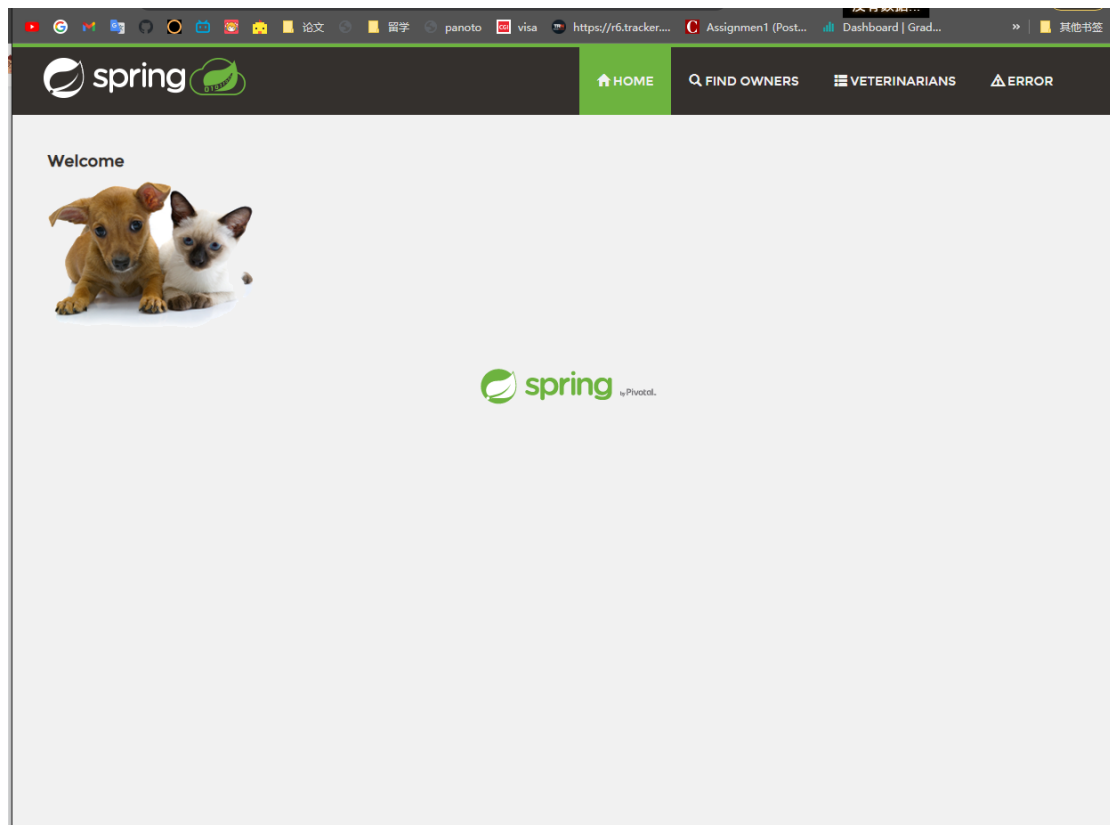 论文 留学 panoto visa https://r6.tracker.... Assignmen1 (Post... Dashboard | Grad... » 其他书签
spring
HOME FIND OWNERS VETERINARIANS ERROR
Welcome
spring by Pivotal.